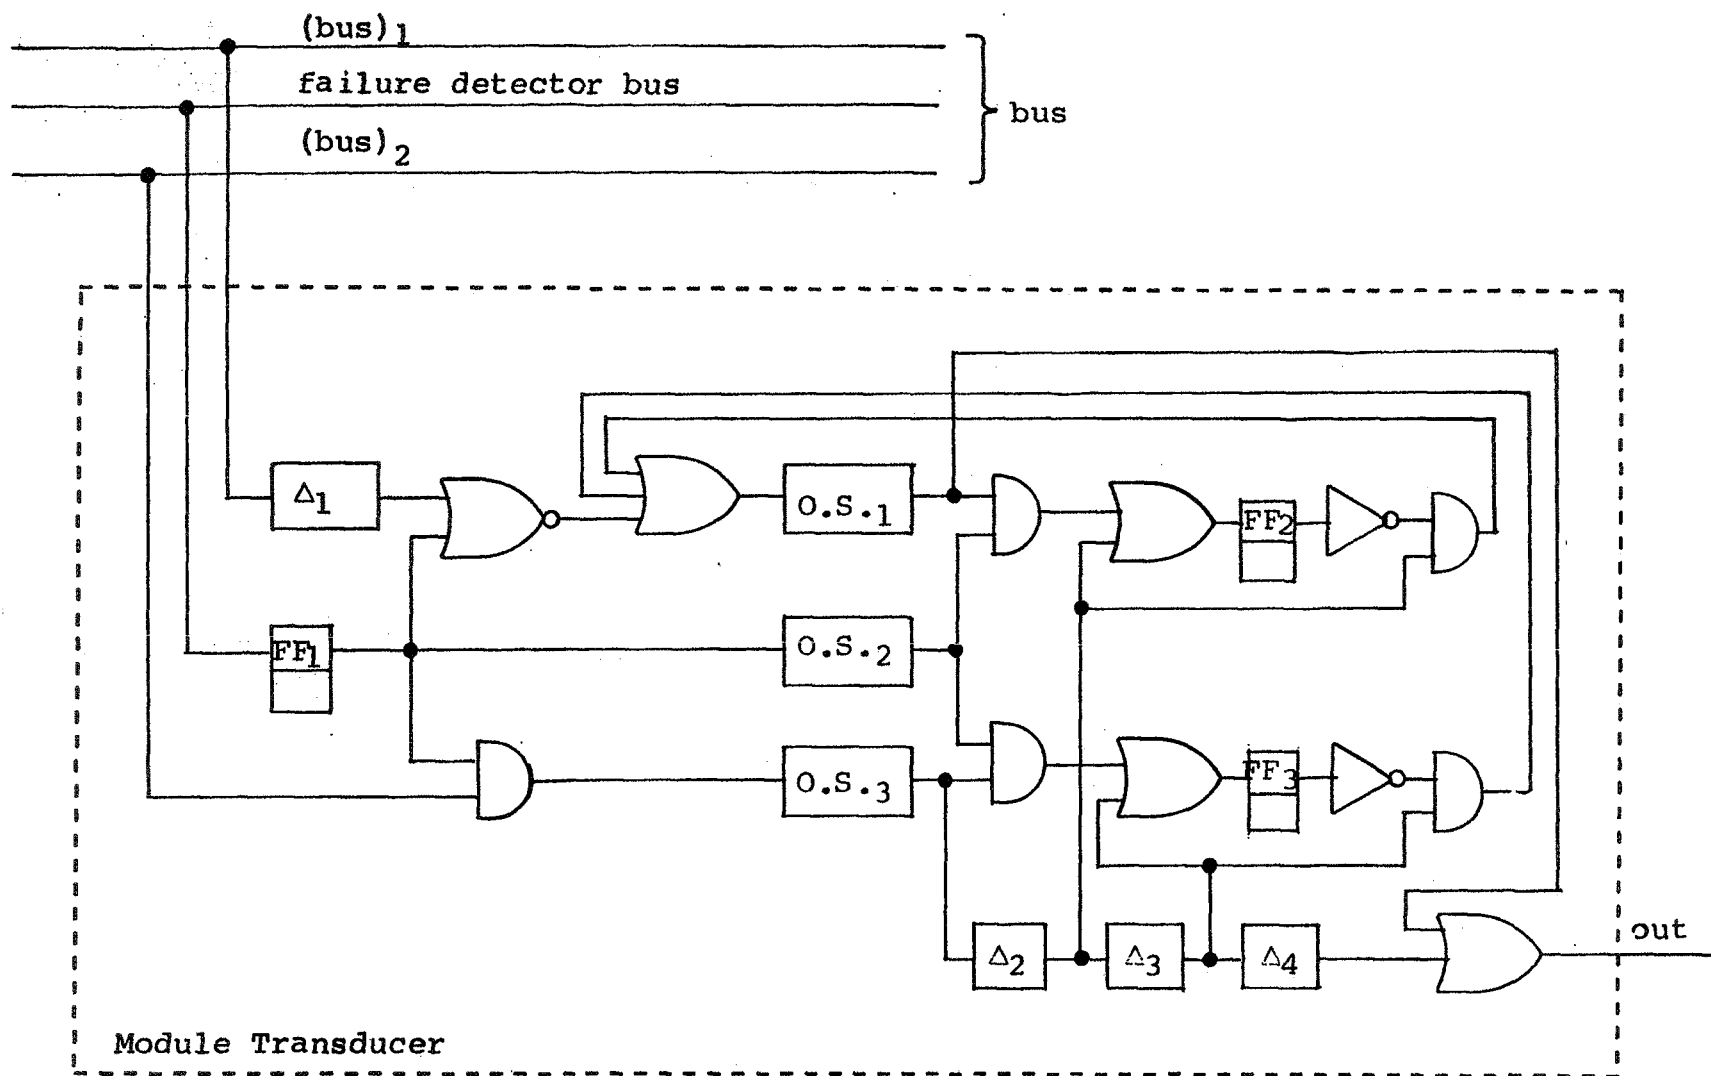 (bus)₁
failure detector bus
bus
(bus)₂
Δ₁
O.S.₁
FF₂
FF₁
O.S.₂
O.S.₃
FF₃
Δ₂
Δ₃
Δ₄
out
Module Transducer